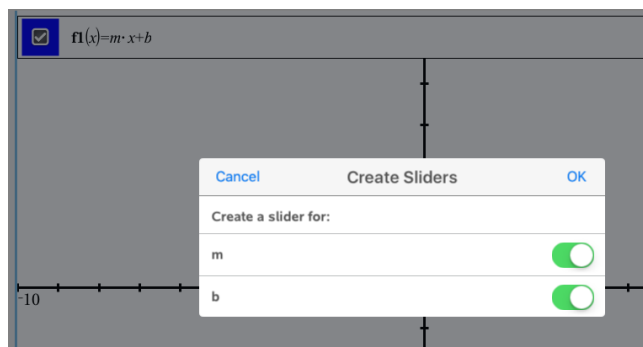 f1(x)=m·x+b
Cancel Create Sliders OK
Create a slider for:
m
b
-10